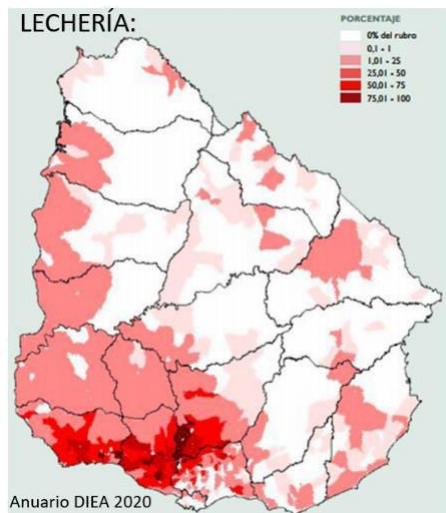 LECHERÍA:
PORCENTAJE
0% del rubro
0,1 - 1
1,01 - 25
25,01 - 50
50,01 - 75
75,01 - 100
Anuario DIEA 2020